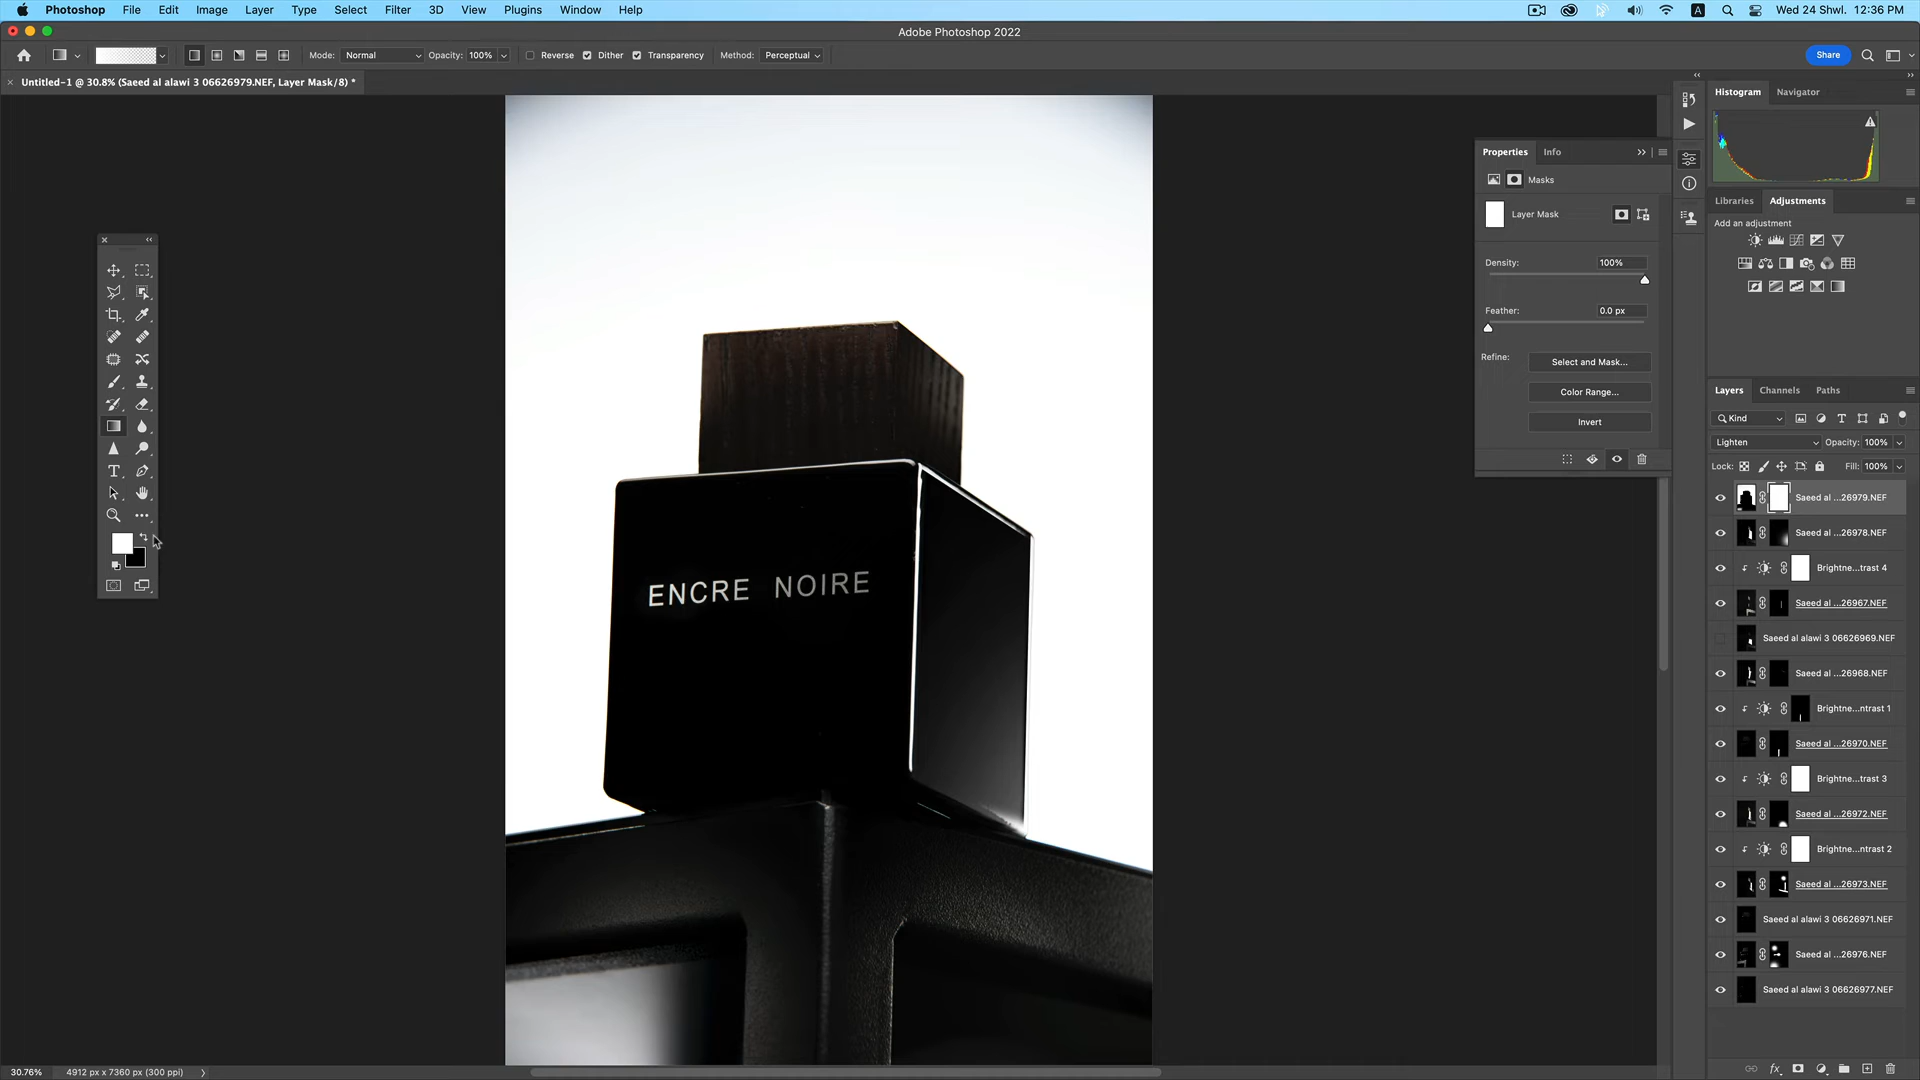 Photoshop File Edit Image Layer Type Select Filter 3D View Plugins Window Help A Wed 24 Shwl. 12:36 PM
Adobe Photoshop 2022
Mode: Normal Opacity: 100% Reverse Dither Transparency Method: Perceptual Share
Untitled-1 @ 30.8% (Saeed al alawi 3 06626979.NEF, Layer Mask/8) *
ENCRE NOIRE
Properties Info
Masks
Layer Mask
Density: 100%
Feather: 0.0 px
Refine: Select and Mask...
Color Range...
Invert
Histogram Navigator
Libraries Adjustments
Add an adjustment
Layers Channels Paths
Kind
Lighten Opacity: 100%
Lock: Fill: 100%
Saeed al ...26979.NEF
Saeed al ...26978.NEF
Brightne...trast 4
Saeed al ...26967.NEF
Saeed al alawi 3 06626969.NEF
Saeed al ...26968.NEF
Brightne...ntrast 1
Saeed al ...26970.NEF
Brightne...trast 3
Saeed al ...26972.NEF
Brightne...ntrast 2
Saeed al ...26973.NEF
Saeed al alawi 3 06626971.NEF
Saeed al ...26976.NEF
Saeed al alawi 3 06626977.NEF
30.76% 4912 px x 7360 px (300 ppi)